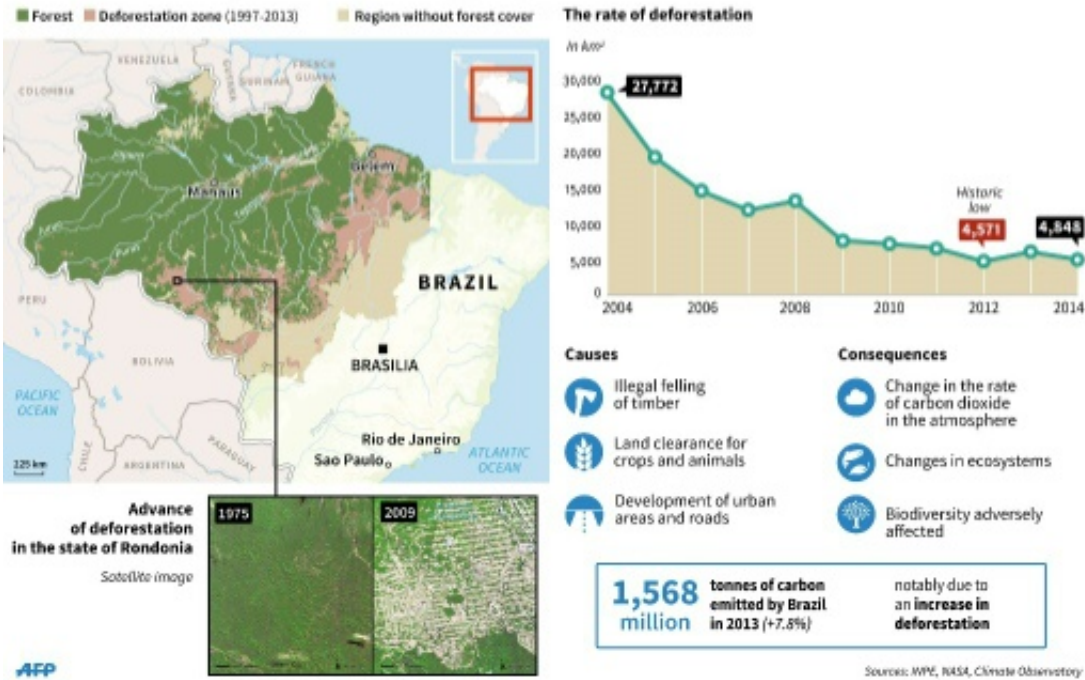 Forest
Deforestation zone (1997-2013)
Region without forest cover
VENEZUELA
COLOMBIA
GUYANA
SURINAM
FRENCH
GUIANA
Belem
Manaus
PERU
BRAZIL
BOLIVIA
BRASILIA
PACIFIC
OCEAN
CHILE
PARAGUAY
Rio de Janeiro
Sao Paulo
ATLANTIC
OCEAN
ARGENTINA
225 km
Advance
of deforestation
in the state of Rondonia
Satellite image
1975
2009
AFP
The rate of deforestation
In km²
30,000
27,772
25,000
20,000
15,000
10,000
5,000
0
Historic
low
4,571
4,848
2004
2006
2008
2010
2012
2014
Causes
Illegal felling
of timber
Land clearance for
crops and animals
Development of urban
areas and roads
Consequences
Change in the rate
of carbon dioxide
in the atmosphere
Changes in ecosystems
Biodiversity adversely
affected
1,568
million
tonnes of carbon
emitted by Brazil
in 2013 (+7.8%)
notably due to
an increase in
deforestation
Sources: INPE, NASA, Climate Observatory